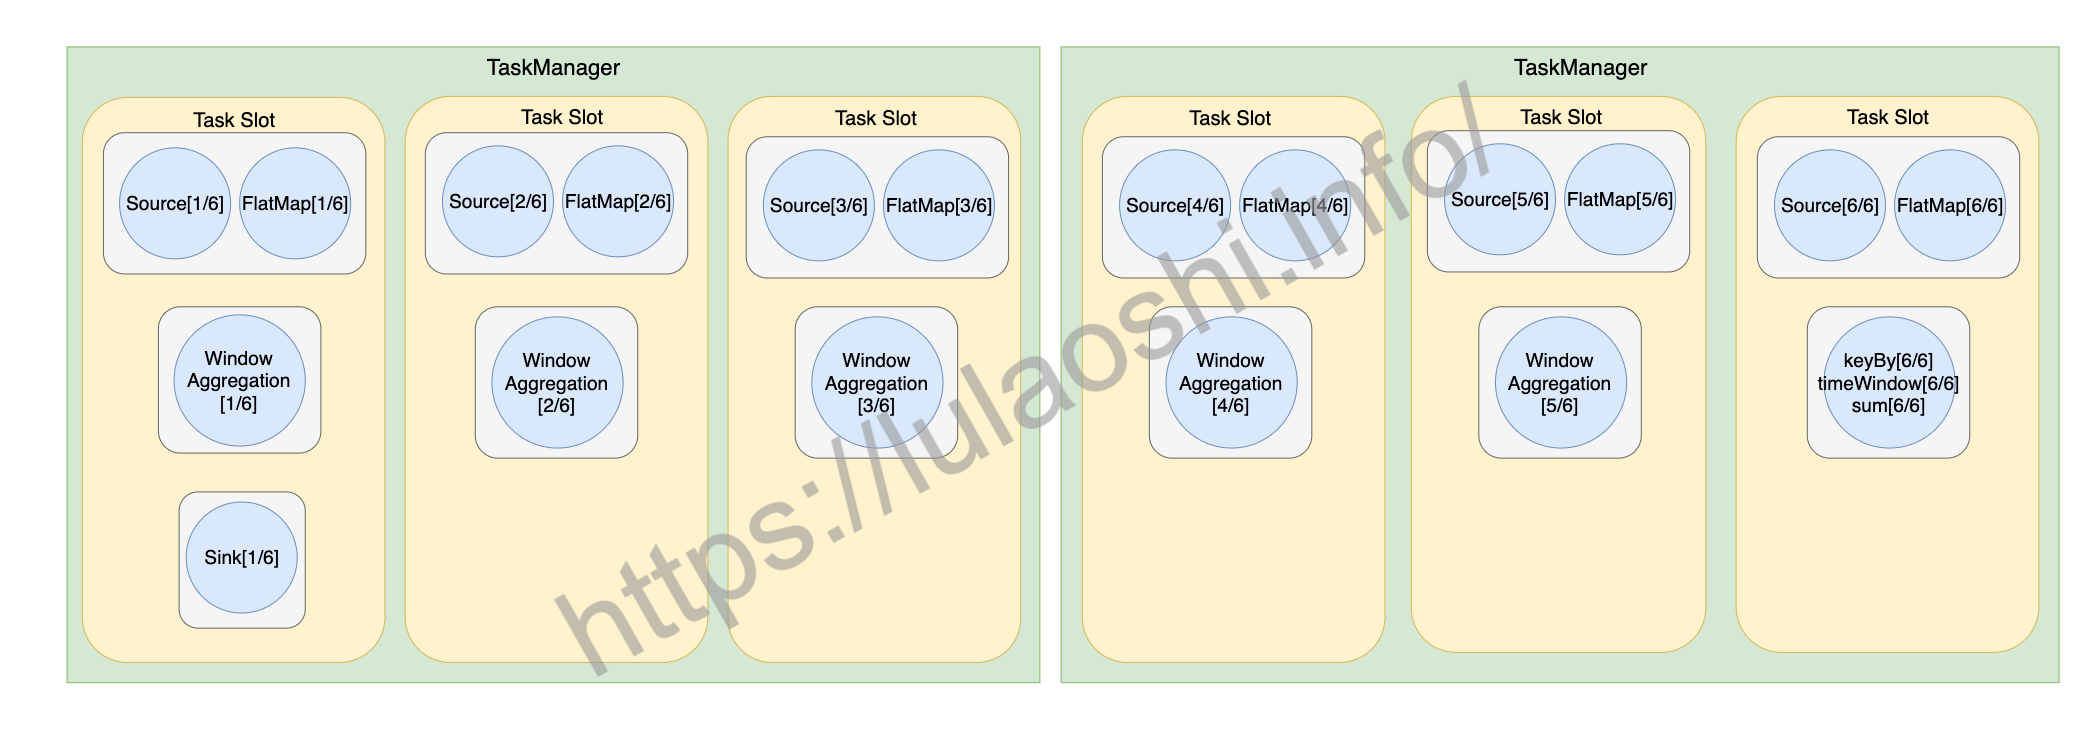 TaskManager
Task Slot
Source[1/6]
FlatMap[1/6]
Window
Aggregation
[1/6]
Sink[1/6]
Task Slot
Source[2/6]
FlatMap[2/6]
Window
Aggregation
[2/6]
Task Slot
Source[3/6]
FlatMap[3/6]
Window
Aggregation
[3/6]
TaskManager
Task Slot
Source[4/6]
FlatMap[4/6]
Window
Aggregation
[4/6]
Task Slot
Source[5/6]
FlatMap[5/6]
Window
Aggregation
[5/6]
Task Slot
Source[6/6]
FlatMap[6/6]
keyBy[6/6]
timeWindow[6/6]
sum[6/6]
https://lulaoshi.info/